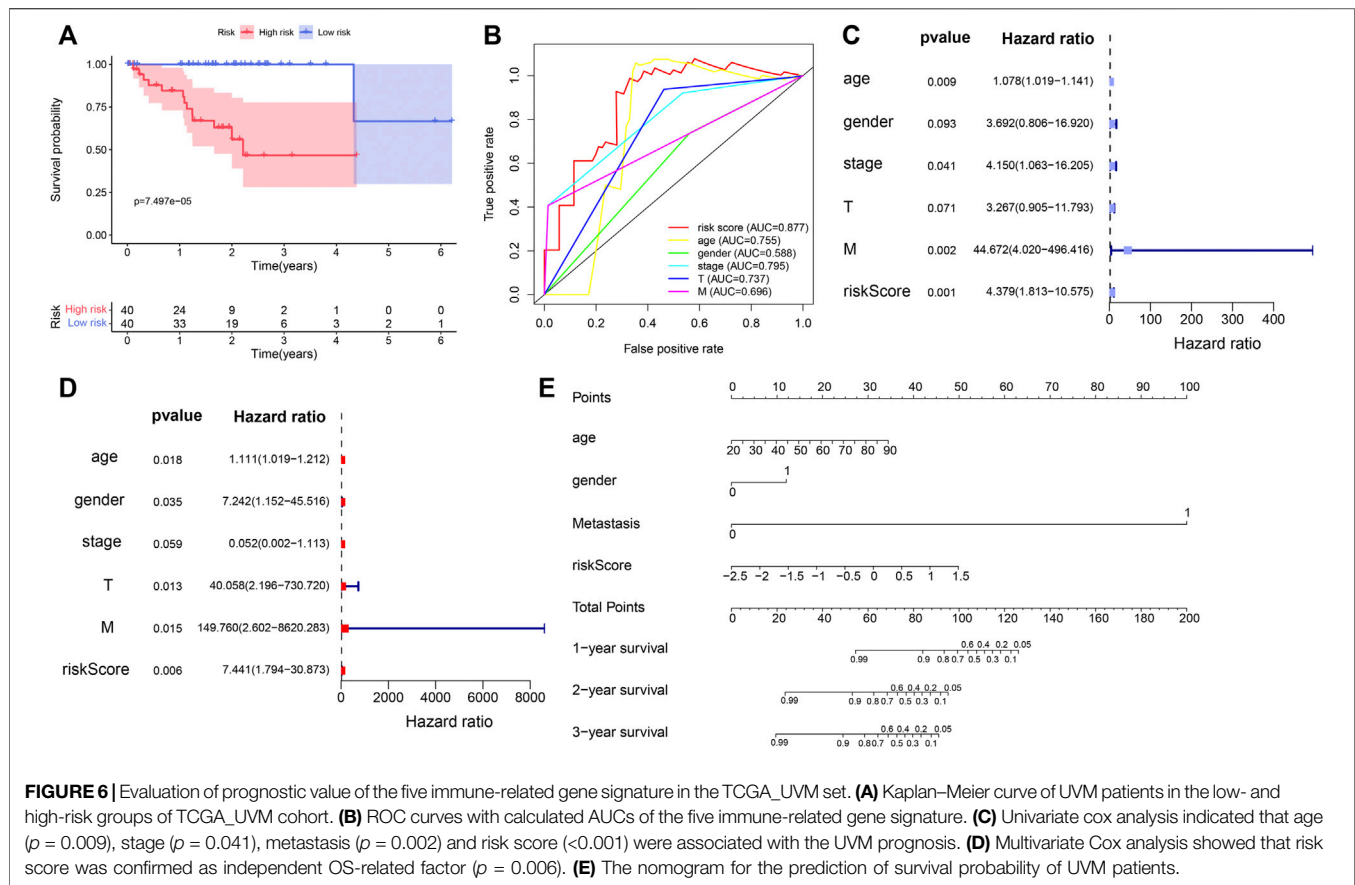 A
Risk High risk Low risk
Survival probability
1.00
0.75
0.50
0.25
0.00
p=7.497e−05
0 1 2 3 4 5 6
Time(years)
Risk
High risk 40 24 9 2 1 0 0
Low risk 40 33 19 6 3 2 1
0 1 2 3 4 5 6
Time(years)
B
True positive rate
1.0
0.8
0.6
0.4
0.2
0.0
risk score (AUC=0.877)
age (AUC=0.755)
gender (AUC=0.588)
stage (AUC=0.795)
T (AUC=0.737)
M (AUC=0.696)
0.0 0.2 0.4 0.6 0.8 1.0
False positive rate
C
pvalue Hazard ratio
age 0.009 1.078(1.019−1.141)
gender 0.093 3.692(0.806−16.920)
stage 0.041 4.150(1.063−16.205)
T 0.071 3.267(0.905−11.793)
M 0.002 44.672(4.020−496.416)
riskScore 0.001 4.379(1.813−10.575)
0 100 200 300 400
Hazard ratio
D
pvalue Hazard ratio
age 0.018 1.111(1.019−1.212)
gender 0.035 7.242(1.152−45.516)
stage 0.059 0.052(0.002−1.113)
T 0.013 40.058(2.196−730.720)
M 0.015 149.760(2.602−8620.283)
riskScore 0.006 7.441(1.794−30.873)
0 2000 4000 6000 8000
Hazard ratio
E
Points 0 10 20 30 40 50 60 70 80 90 100
age
20 30 40 50 60 70 80 90
gender
1
0
Metastasis
1
0
riskScore
−2.5 −2 −1.5 −1 −0.5 0 0.5 1 1.5
Total Points
0 20 40 60 80 100 120 140 160 180 200
1−year survival
0.6 0.4 0.2 0.05
0.99 0.9 0.8 0.7 0.5 0.3 0.1
2−year survival
0.6 0.4 0.2 0.05
0.99 0.9 0.8 0.7 0.5 0.3 0.1
3−year survival
0.6 0.4 0.2 0.05
0.99 0.9 0.8 0.7 0.5 0.3 0.1
FIGURE 6 | Evaluation of prognostic value of the five immune-related gene signature in the TCGA_UVM set. (A) Kaplan–Meier curve of UVM patients in the low- and
high-risk groups of TCGA_UVM cohort. (B) ROC curves with calculated AUCs of the five immune-related gene signature. (C) Univariate cox analysis indicated that age
(p = 0.009), stage (p = 0.041), metastasis (p = 0.002) and risk score (<0.001) were associated with the UVM prognosis. (D) Multivariate Cox analysis showed that risk
score was confirmed as independent OS-related factor (p = 0.006). (E) The nomogram for the prediction of survival probability of UVM patients.